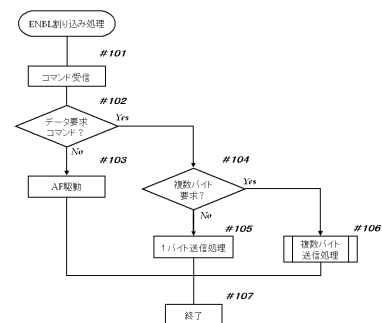 ENBL割り込み処理
#101
コマンド受信
#102
データ要求
コマンド?
Yes
No
#103
AF駆動
#104
複数バイト
要求?
Yes
No
#105
1バイト送信処理
#106
複数バイト
送信処理
#107
終了